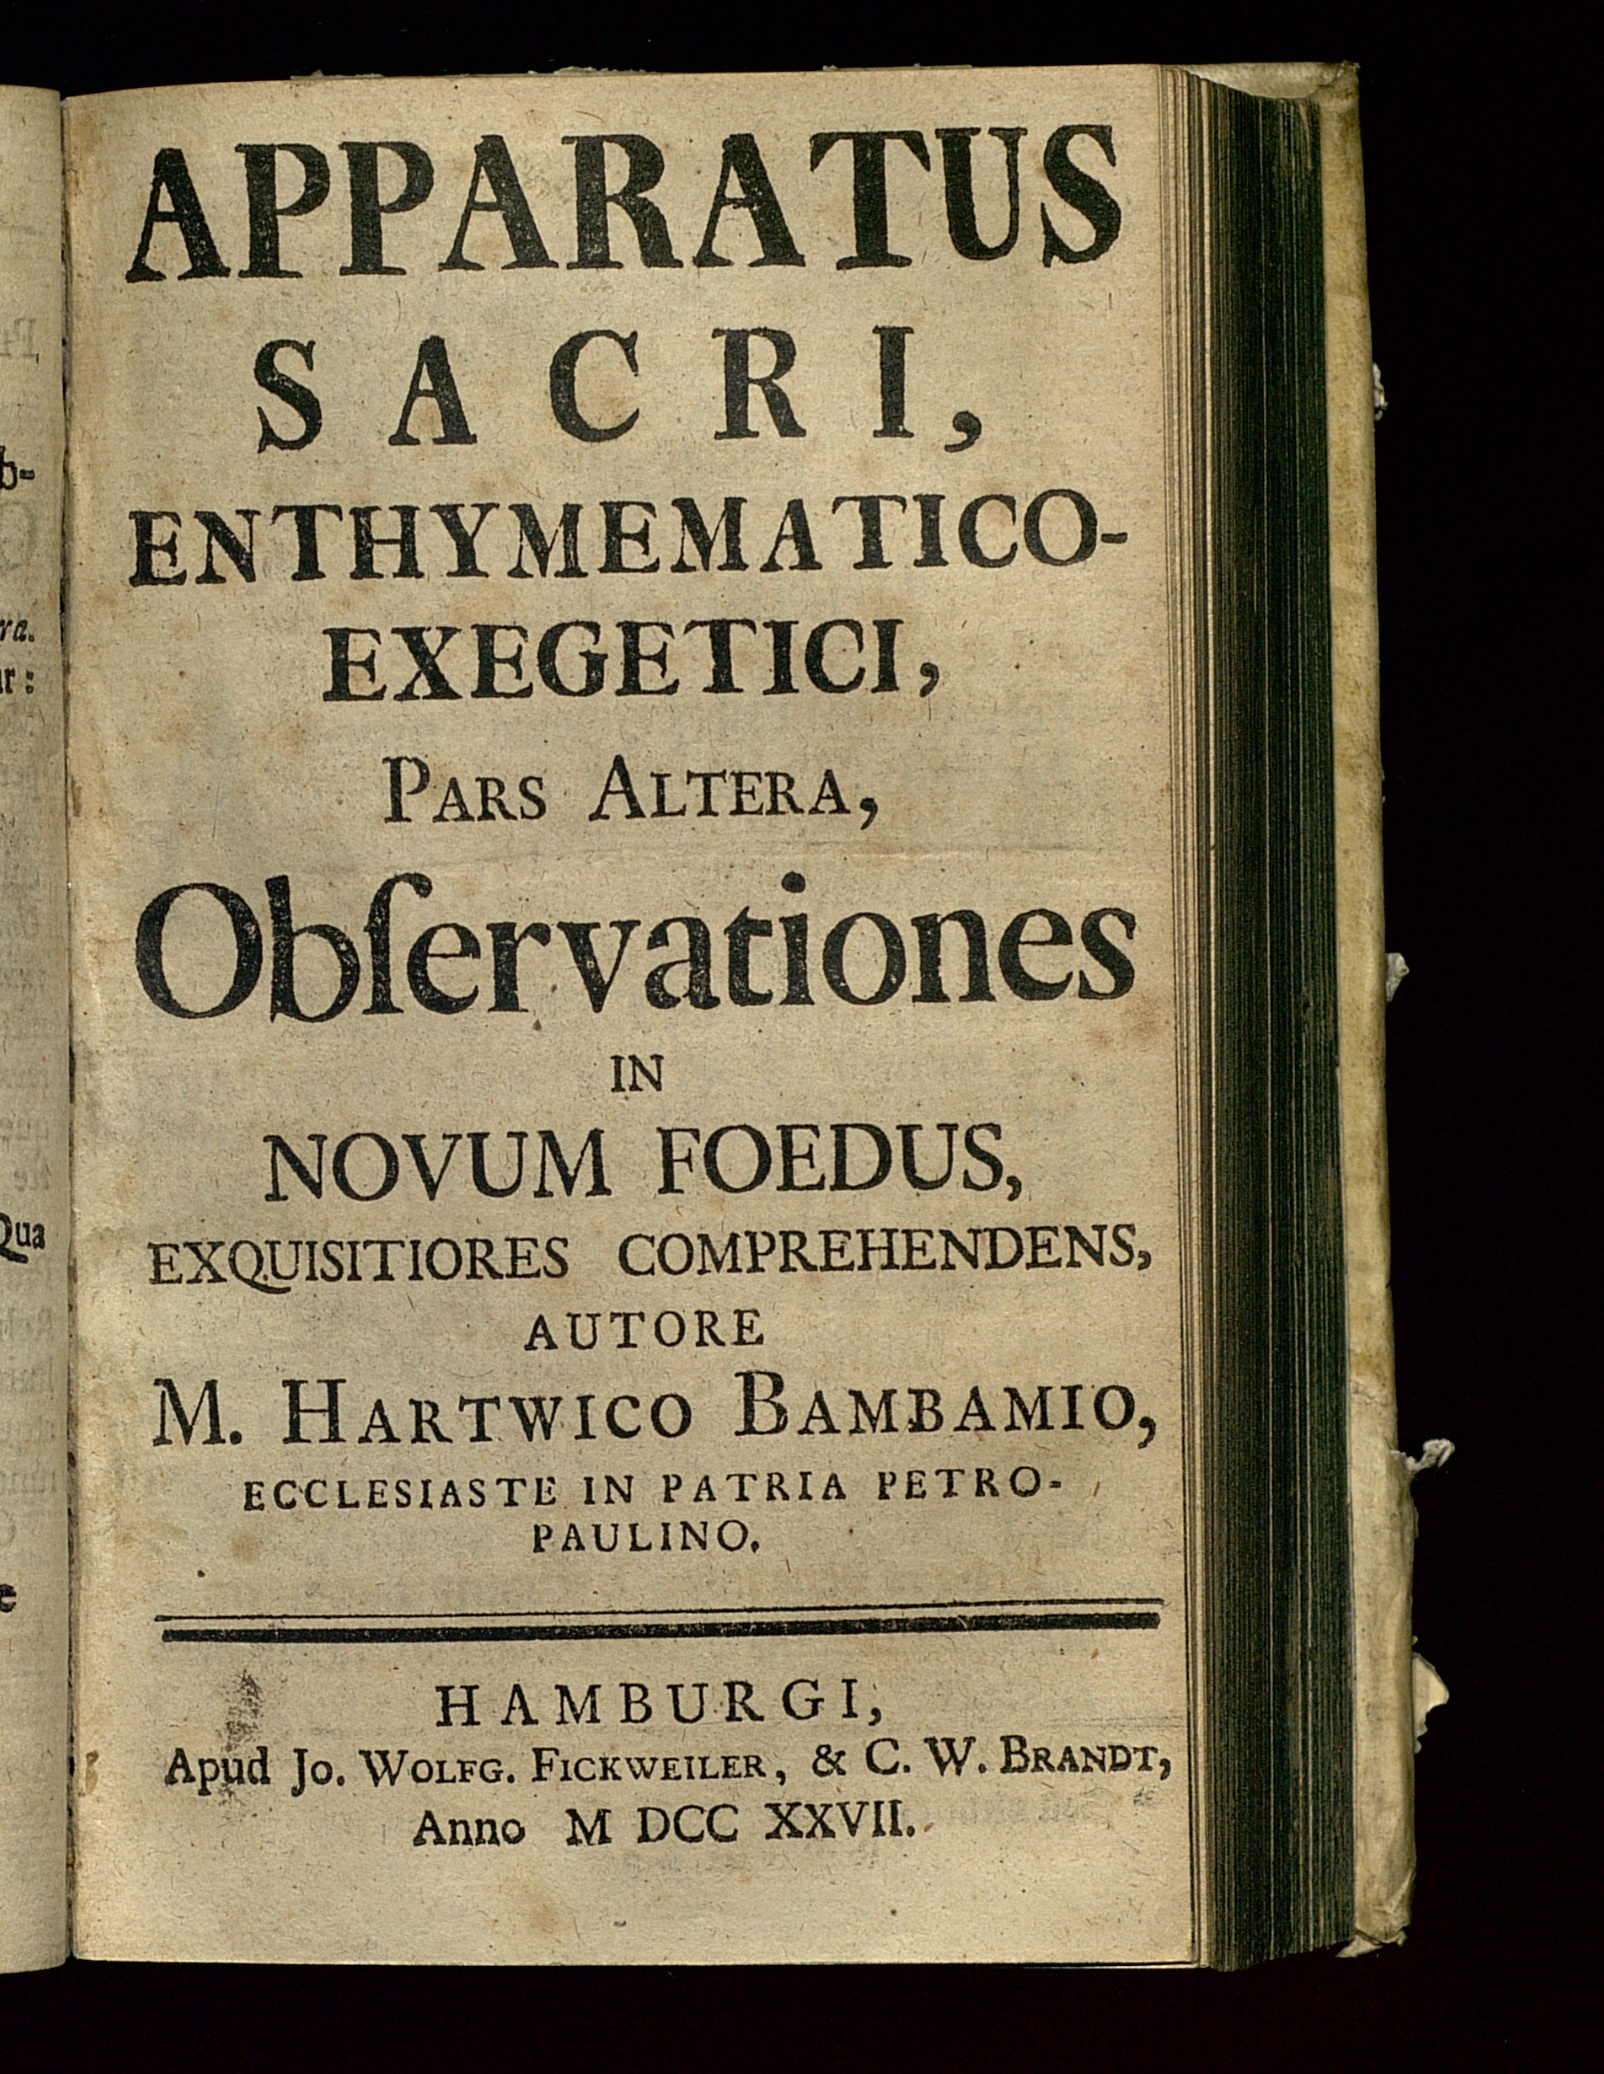 APPARATUS
SACRI,
ENTHYMEMATICO-
EXEGETICI,
PARS ALTERA,
Obſervationes
IN
NOVUM FOEDUS,
EXQUISITIORES COMPREHENDENS,
AUTORE
M. HARTWICO BAMBAMIO,
ECCLESIASTE IN PATRIA PETRO-
PAULINO.
HAMBURGI,
Apud JO. WOLFG. FICKWEILER, & C. W. BRANDT,
Anno M DCC XXVII.